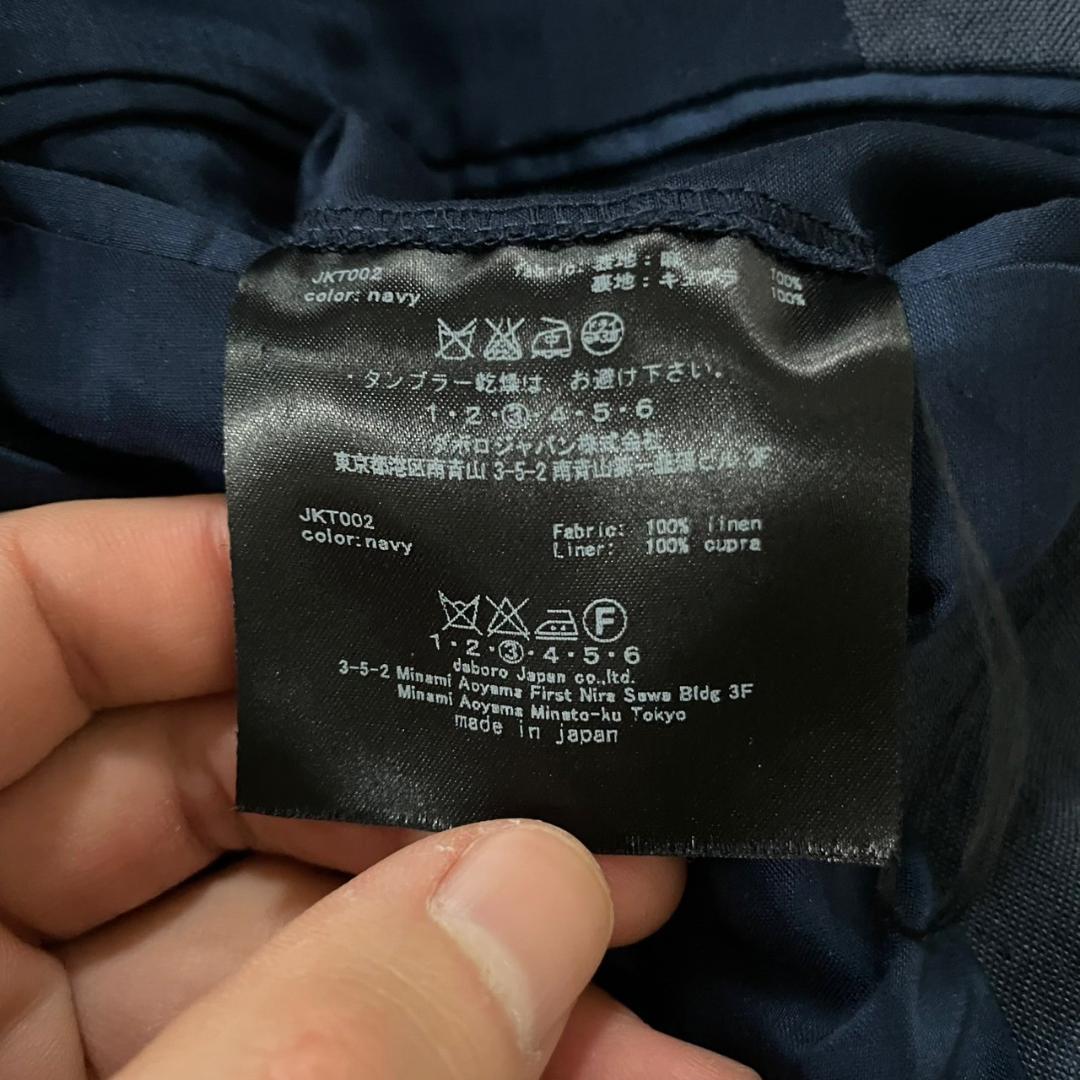 JKT002
color: navy
Fabric: 表地:
裏地:キュプラ
100%
100%
中
ドライ
・タンブラー乾燥は、お避け下さい。
1・2・③・4・5・6
ダボロジャパン株式会社
東京都港区南青山 3-5-2 南青山第一 ビル 3F
JKT002
color:navy
Fabric: 100% linen
Liner: 100% cupra
F
1・2・③・4・5・6
daboro Japan co.,ltd.
3-5-2 Minami Aoyama First Nira Sawa Bldg 3F
Minami Aoyama Minato-ku Tokyo
made in japan